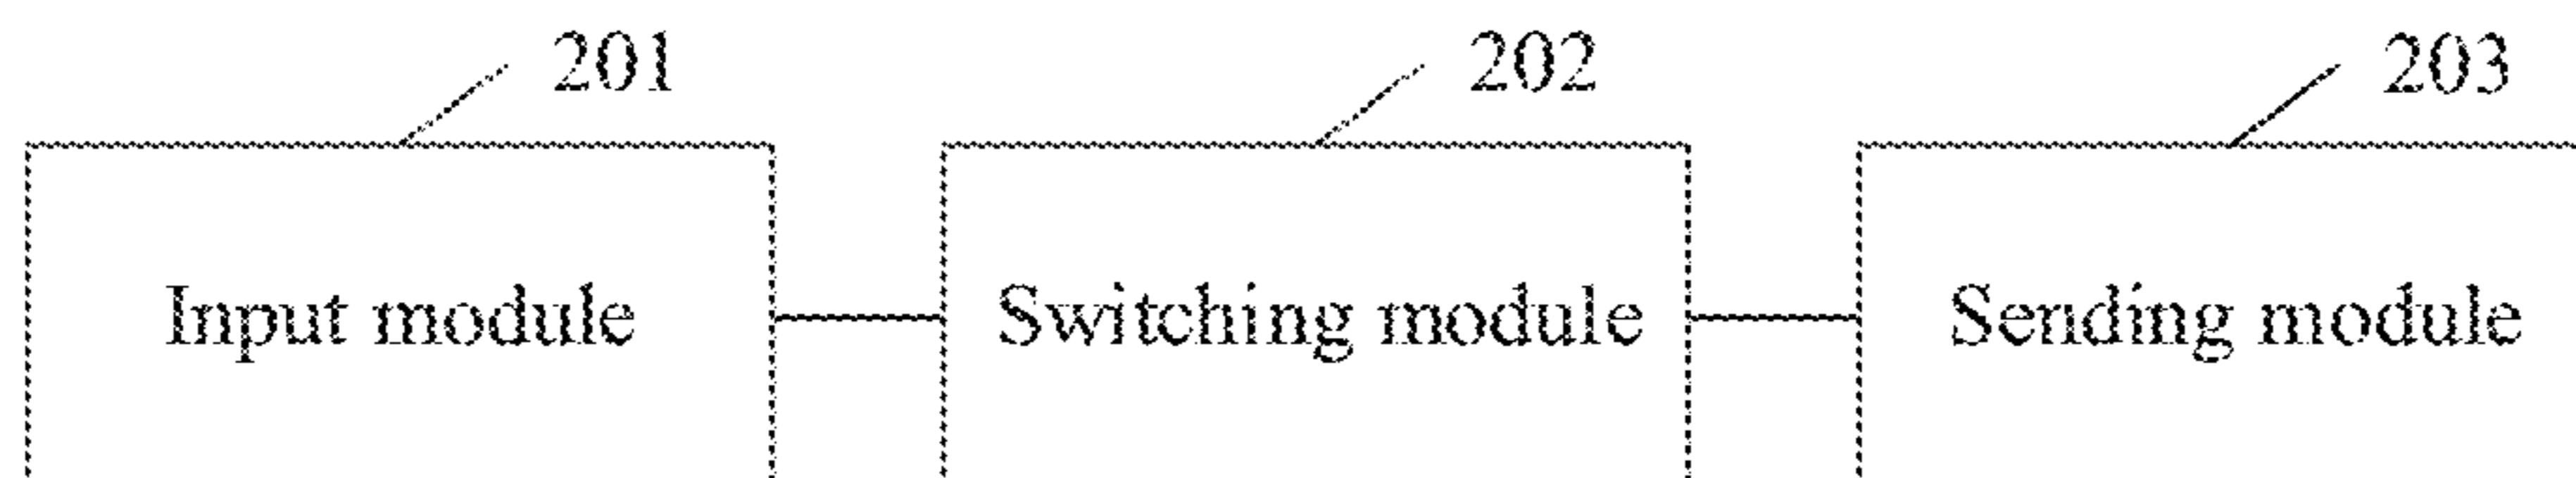 201 202 203
Input module Switching module Sending module